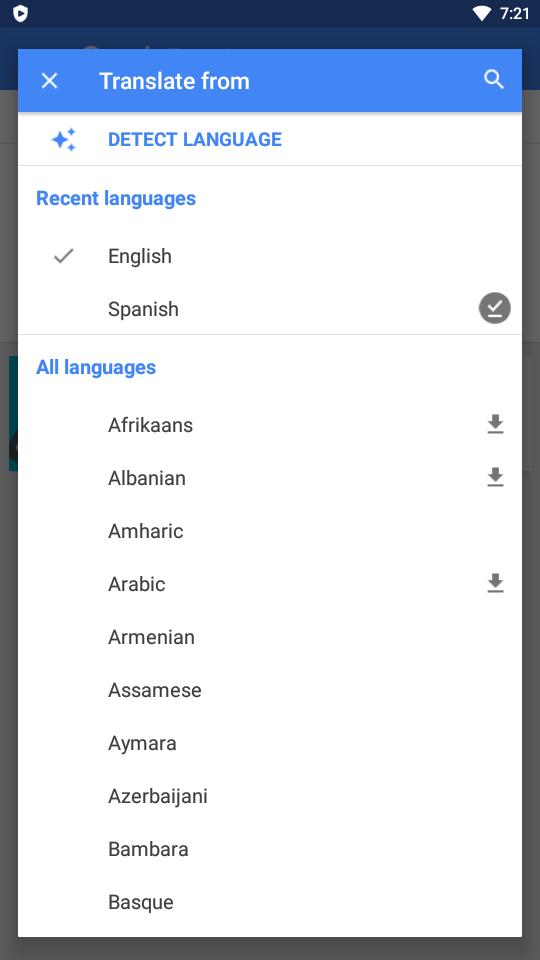 7:21
Translate from
DETECT LANGUAGE
Recent languages
English
Spanish
All languages
Afrikaans
Albanian
Amharic
Arabic
Armenian
Assamese
Aymara
Azerbaijani
Bambara
Basque